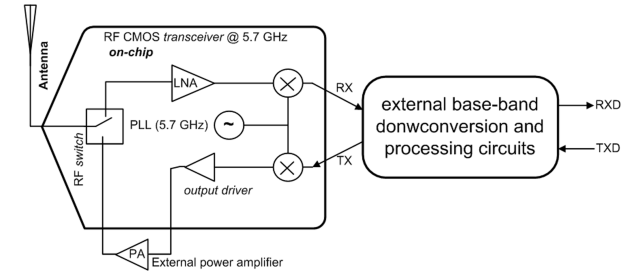 RF CMOS transceiver @ 5.7 GHz
on-chip
Antenna
LNA
RX
PLL (5.7 GHz)
~
RF switch
TX
output driver
PA
External power amplifier
external base-band
donwconversion and
processing circuits
RXD
TXD